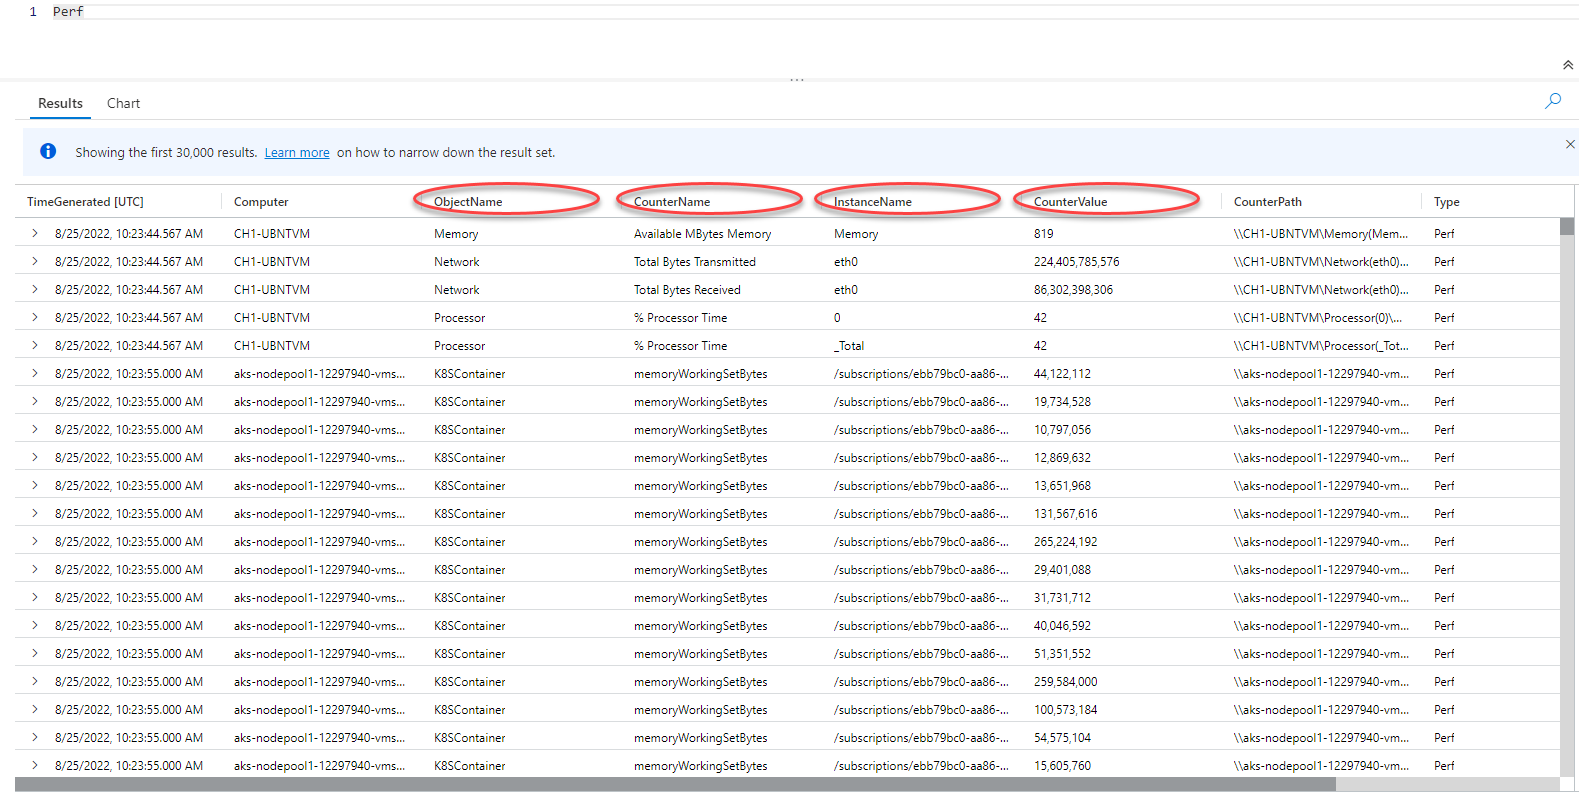 1 Perf
...
Results Chart
Showing the first 30,000 results. Learn more on how to narrow down the result set.
TimeGenerated [UTC] Computer ObjectName CounterName InstanceName CounterValue CounterPath Type
8/25/2022, 10:23:44.567 AM CH1-UBNTVM Memory Available MBytes Memory Memory 819 \\CH1-UBNTVM\Memory(Mem... Perf
8/25/2022, 10:23:44.567 AM CH1-UBNTVM Network Total Bytes Transmitted eth0 224,405,785,576 \\CH1-UBNTVM\Network(eth0)... Perf
8/25/2022, 10:23:44.567 AM CH1-UBNTVM Network Total Bytes Received eth0 86,302,398,306 \\CH1-UBNTVM\Network(eth0)... Perf
8/25/2022, 10:23:44.567 AM CH1-UBNTVM Processor % Processor Time 0 42 \\CH1-UBNTVM\Processor(0)\... Perf
8/25/2022, 10:23:44.567 AM CH1-UBNTVM Processor % Processor Time _Total 42 \\CH1-UBNTVM\Processor(_Tot... Perf
8/25/2022, 10:23:55.000 AM aks-nodepool1-12297940-vms... K8SContainer memoryWorkingSetBytes /subscriptions/ebb79bc0-aa86-... 44,122,112 \\aks-nodepool1-12297940-vm... Perf
8/25/2022, 10:23:55.000 AM aks-nodepool1-12297940-vms... K8SContainer memoryWorkingSetBytes /subscriptions/ebb79bc0-aa86-... 19,734,528 \\aks-nodepool1-12297940-vm... Perf
8/25/2022, 10:23:55.000 AM aks-nodepool1-12297940-vms... K8SContainer memoryWorkingSetBytes /subscriptions/ebb79bc0-aa86-... 10,797,056 \\aks-nodepool1-12297940-vm... Perf
8/25/2022, 10:23:55.000 AM aks-nodepool1-12297940-vms... K8SContainer memoryWorkingSetBytes /subscriptions/ebb79bc0-aa86-... 12,869,632 \\aks-nodepool1-12297940-vm... Perf
8/25/2022, 10:23:55.000 AM aks-nodepool1-12297940-vms... K8SContainer memoryWorkingSetBytes /subscriptions/ebb79bc0-aa86-... 13,651,968 \\aks-nodepool1-12297940-vm... Perf
8/25/2022, 10:23:55.000 AM aks-nodepool1-12297940-vms... K8SContainer memoryWorkingSetBytes /subscriptions/ebb79bc0-aa86-... 131,567,616 \\aks-nodepool1-12297940-vm... Perf
8/25/2022, 10:23:55.000 AM aks-nodepool1-12297940-vms... K8SContainer memoryWorkingSetBytes /subscriptions/ebb79bc0-aa86-... 265,224,192 \\aks-nodepool1-12297940-vm... Perf
8/25/2022, 10:23:55.000 AM aks-nodepool1-12297940-vms... K8SContainer memoryWorkingSetBytes /subscriptions/ebb79bc0-aa86-... 29,401,088 \\aks-nodepool1-12297940-vm... Perf
8/25/2022, 10:23:55.000 AM aks-nodepool1-12297940-vms... K8SContainer memoryWorkingSetBytes /subscriptions/ebb79bc0-aa86-... 31,731,712 \\aks-nodepool1-12297940-vm... Perf
8/25/2022, 10:23:55.000 AM aks-nodepool1-12297940-vms... K8SContainer memoryWorkingSetBytes /subscriptions/ebb79bc0-aa86-... 40,046,592 \\aks-nodepool1-12297940-vm... Perf
8/25/2022, 10:23:55.000 AM aks-nodepool1-12297940-vms... K8SContainer memoryWorkingSetBytes /subscriptions/ebb79bc0-aa86-... 51,351,552 \\aks-nodepool1-12297940-vm... Perf
8/25/2022, 10:23:55.000 AM aks-nodepool1-12297940-vms... K8SContainer memoryWorkingSetBytes /subscriptions/ebb79bc0-aa86-... 259,584,000 \\aks-nodepool1-12297940-vm... Perf
8/25/2022, 10:23:55.000 AM aks-nodepool1-12297940-vms... K8SContainer memoryWorkingSetBytes /subscriptions/ebb79bc0-aa86-... 100,573,184 \\aks-nodepool1-12297940-vm... Perf
8/25/2022, 10:23:55.000 AM aks-nodepool1-12297940-vms... K8SContainer memoryWorkingSetBytes /subscriptions/ebb79bc0-aa86-... 54,575,104 \\aks-nodepool1-12297940-vm... Perf
8/25/2022, 10:23:55.000 AM aks-nodepool1-12297940-vms... K8SContainer memoryWorkingSetBytes /subscriptions/ebb79bc0-aa86-... 15,605,760 \\aks-nodepool1-12297940-vm... Perf